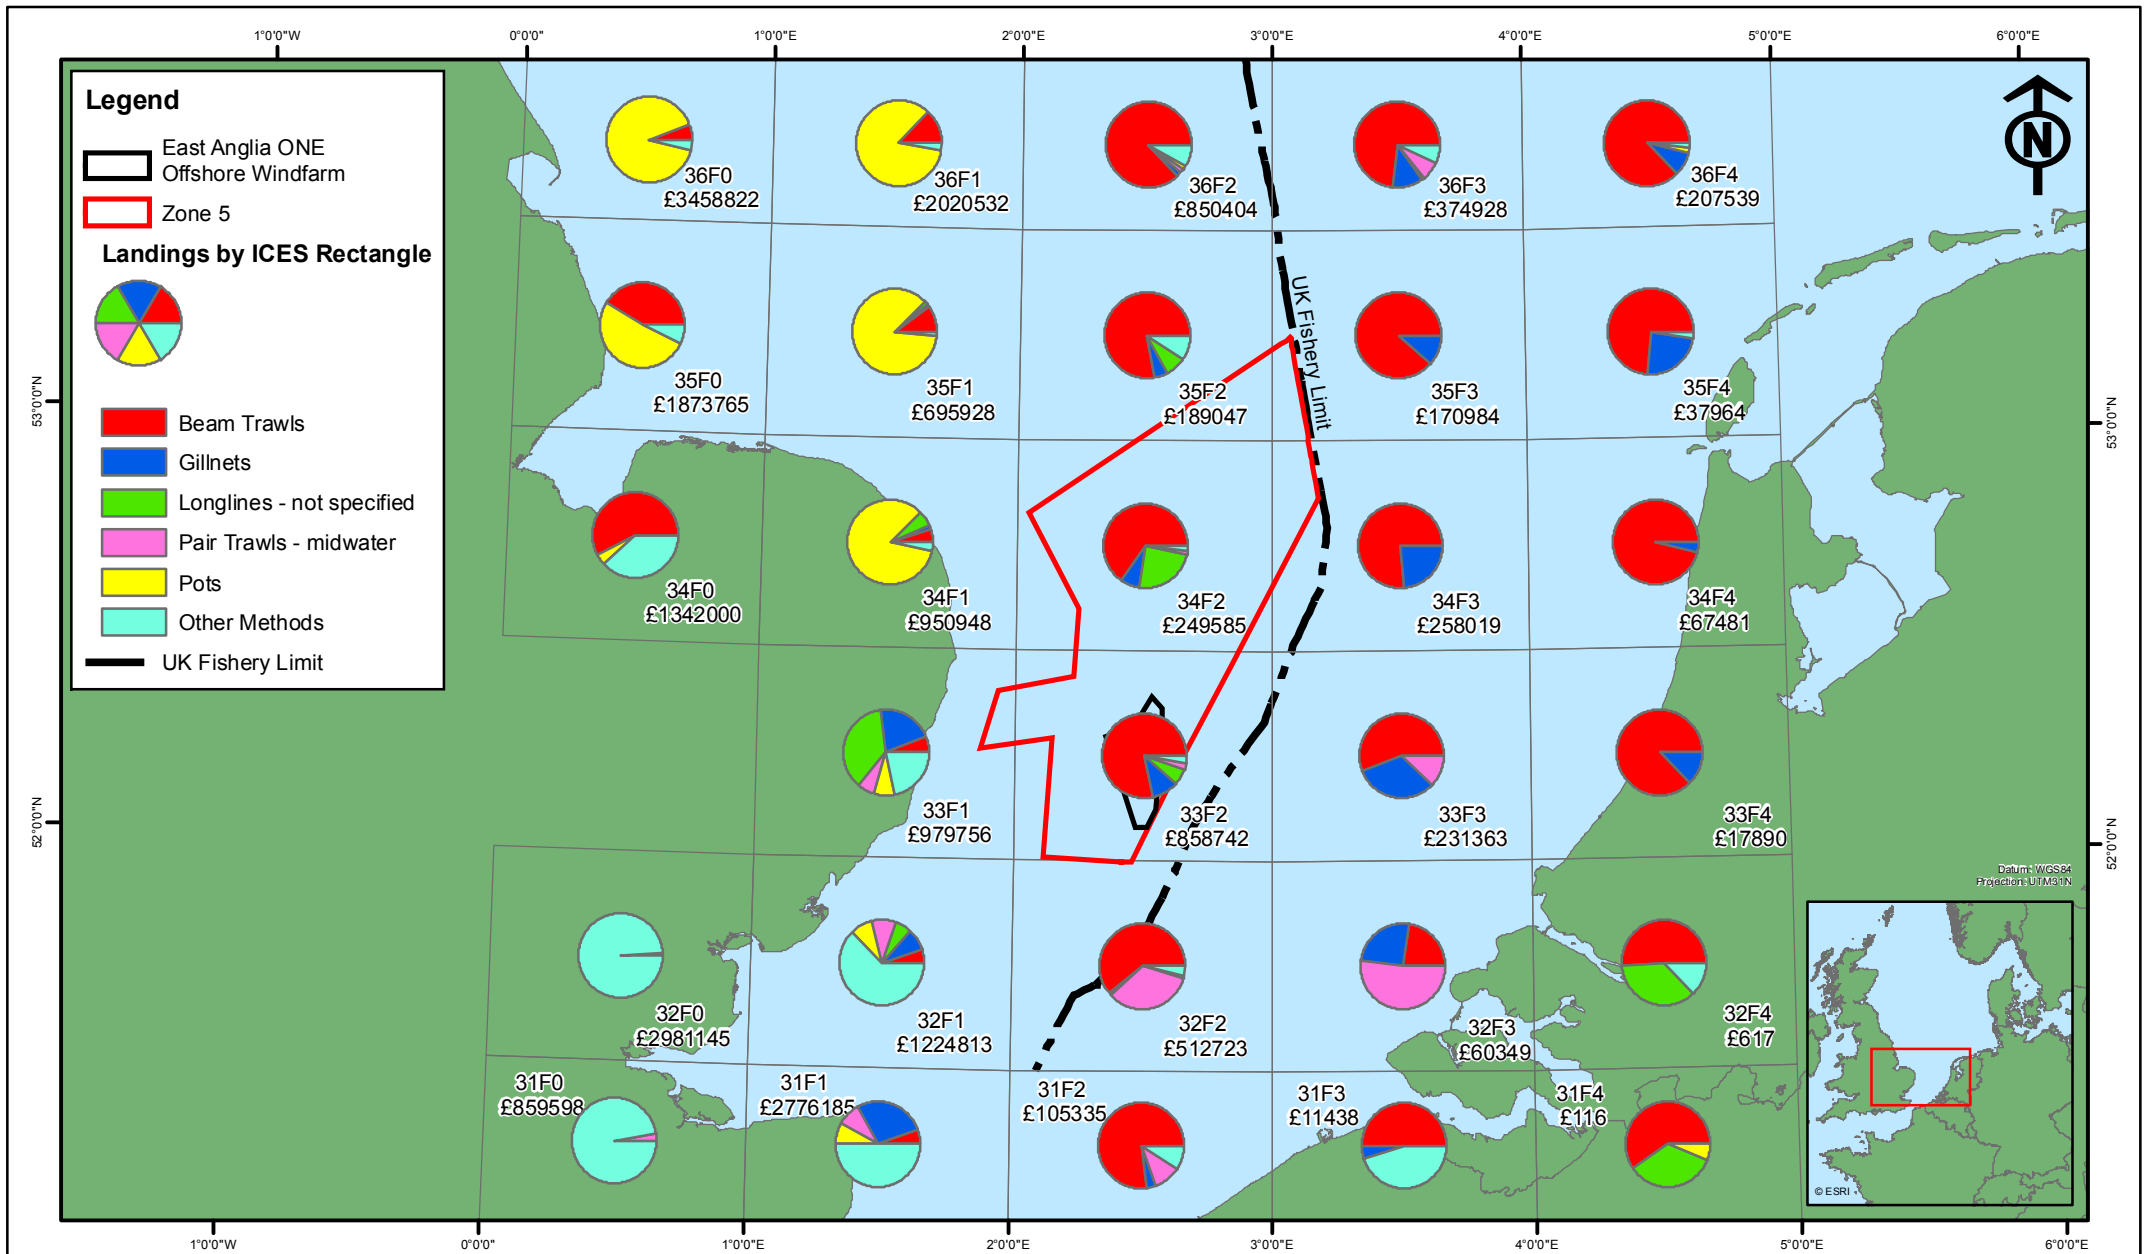 1°0'0"W 0°0'0" 1°0'0"E 2°0'0"E 3°0'0"E 4°0'0"E 5°0'0"E 6°0'0"E
Legend
East Anglia ONE
Offshore Windfarm
Zone 5
Landings by ICES Rectangle
Beam Trawls
Gillnets
Longlines - not specified
Pair Trawls - midwater
Pots
Other Methods
UK Fishery Limit
N
36F0
£3458822
36F1
£2020532
36F2
£850404
36F3
£374928
36F4
£207539
UK Fishery Limit
35F0
£1873765
35F1
£695928
35F2
£189047
35F3
£170984
35F4
£37964
53°0'0"N
53°0'0"N
34F0
£1342000
34F1
£950948
34F2
£249585
34F3
£258019
34F4
£67481
33F1
£979756
33F2
£858742
33F3
£231363
33F4
£17890
52°0'0"N
52°0'0"N
Datum: WGS84
Projection: UTM31N
32F0
£2981145
32F1
£1224813
32F2
£512723
32F3
£60349
32F4
£617
31F0
£859598
31F1
£2776185
31F2
£105335
31F3
£11438
31F4
£116
© ESRI
1°0'0"W 0°0'0" 1°0'0"E 2°0'0"E 3°0'0"E 4°0'0"E 5°0'0"E 6°0'0"E